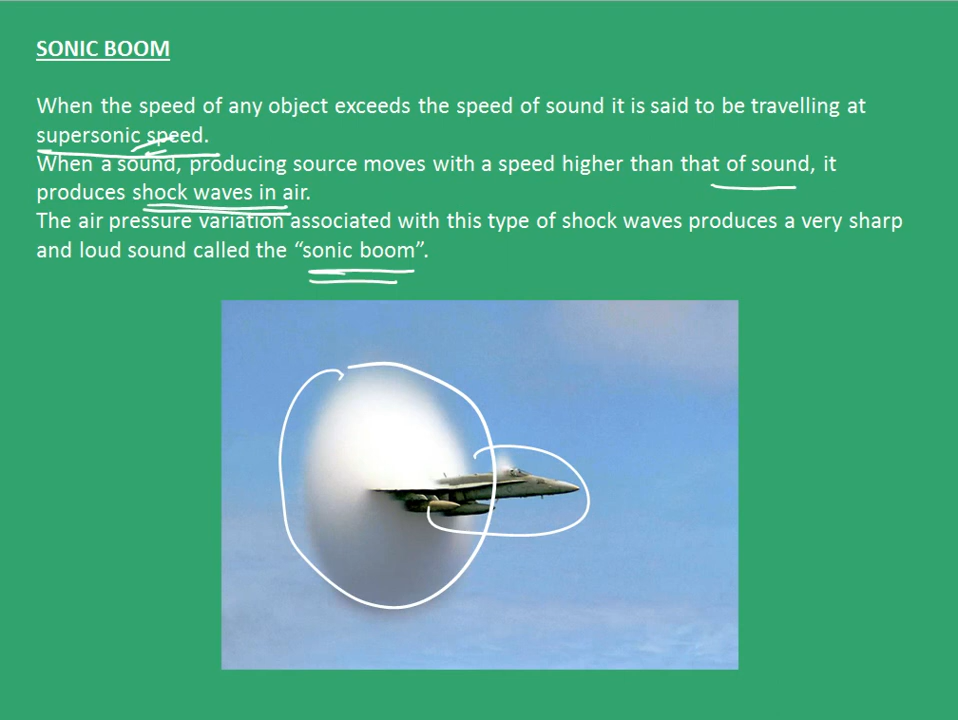 SONIC BOOM
When the speed of any object exceeds the speed of sound it is said to be travelling at
supersonic speed.
When a sound, producing source moves with a speed higher than that of sound, it
produces shock waves in air.
The air pressure variation associated with this type of shock waves produces a very sharp
and loud sound called the “sonic boom”.